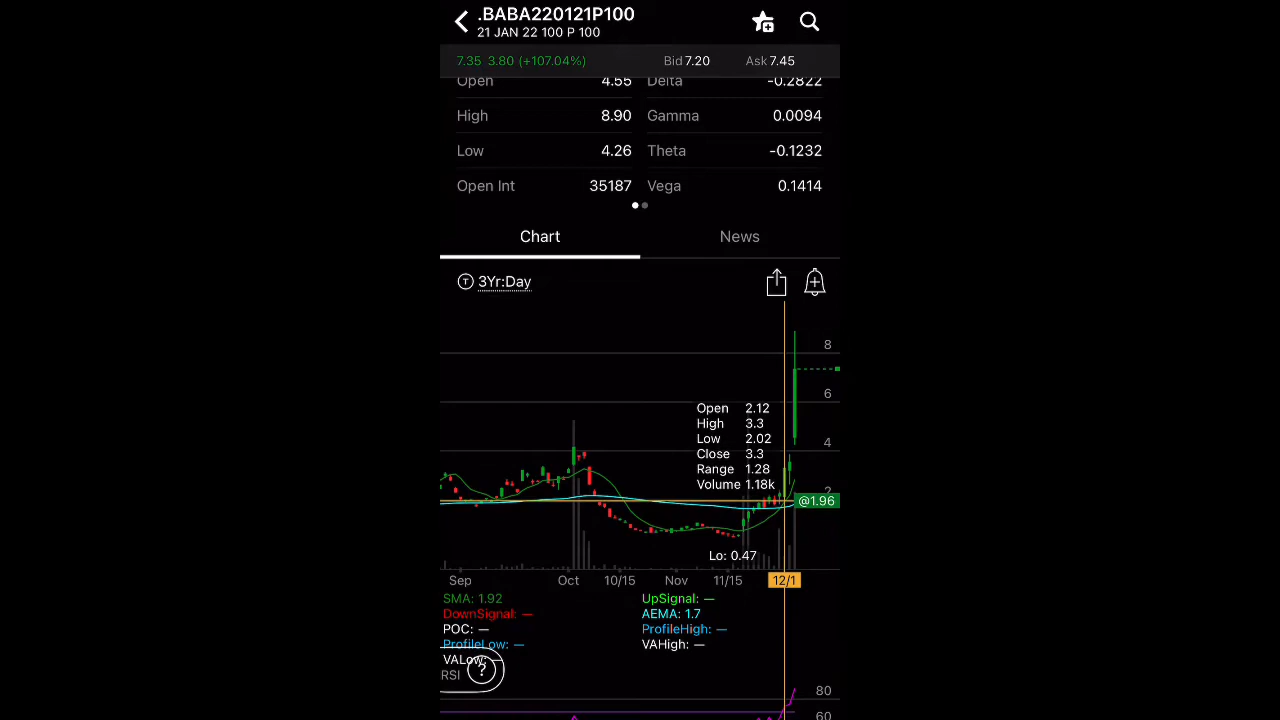 .BABA220121P100
21 JAN 22 100 P 100
7.35 3.80 (+107.04%) Bid 7.20 Ask 7.45
Open 4.55 Delta -0.2822
High 8.90 Gamma 0.0094
Low 4.26 Theta -0.1232
Open Int 35187 Vega 0.1414
Chart News
T 3Yr:Day
8
6
Open 2.12
High 3.3
Low 2.02
4
Close 3.3
Range 1.28
Volume 1.18k
2
@1.96
Lo: 0.47
Sep Oct 10/15 Nov 11/15 12/1
SMA: 1.92 UpSignal: —
DownSignal: — AEMA: 1.7
POC: — ProfileHigh: —
ProfileLow: — VAHigh: —
VALow: —
RSI ?
80
60